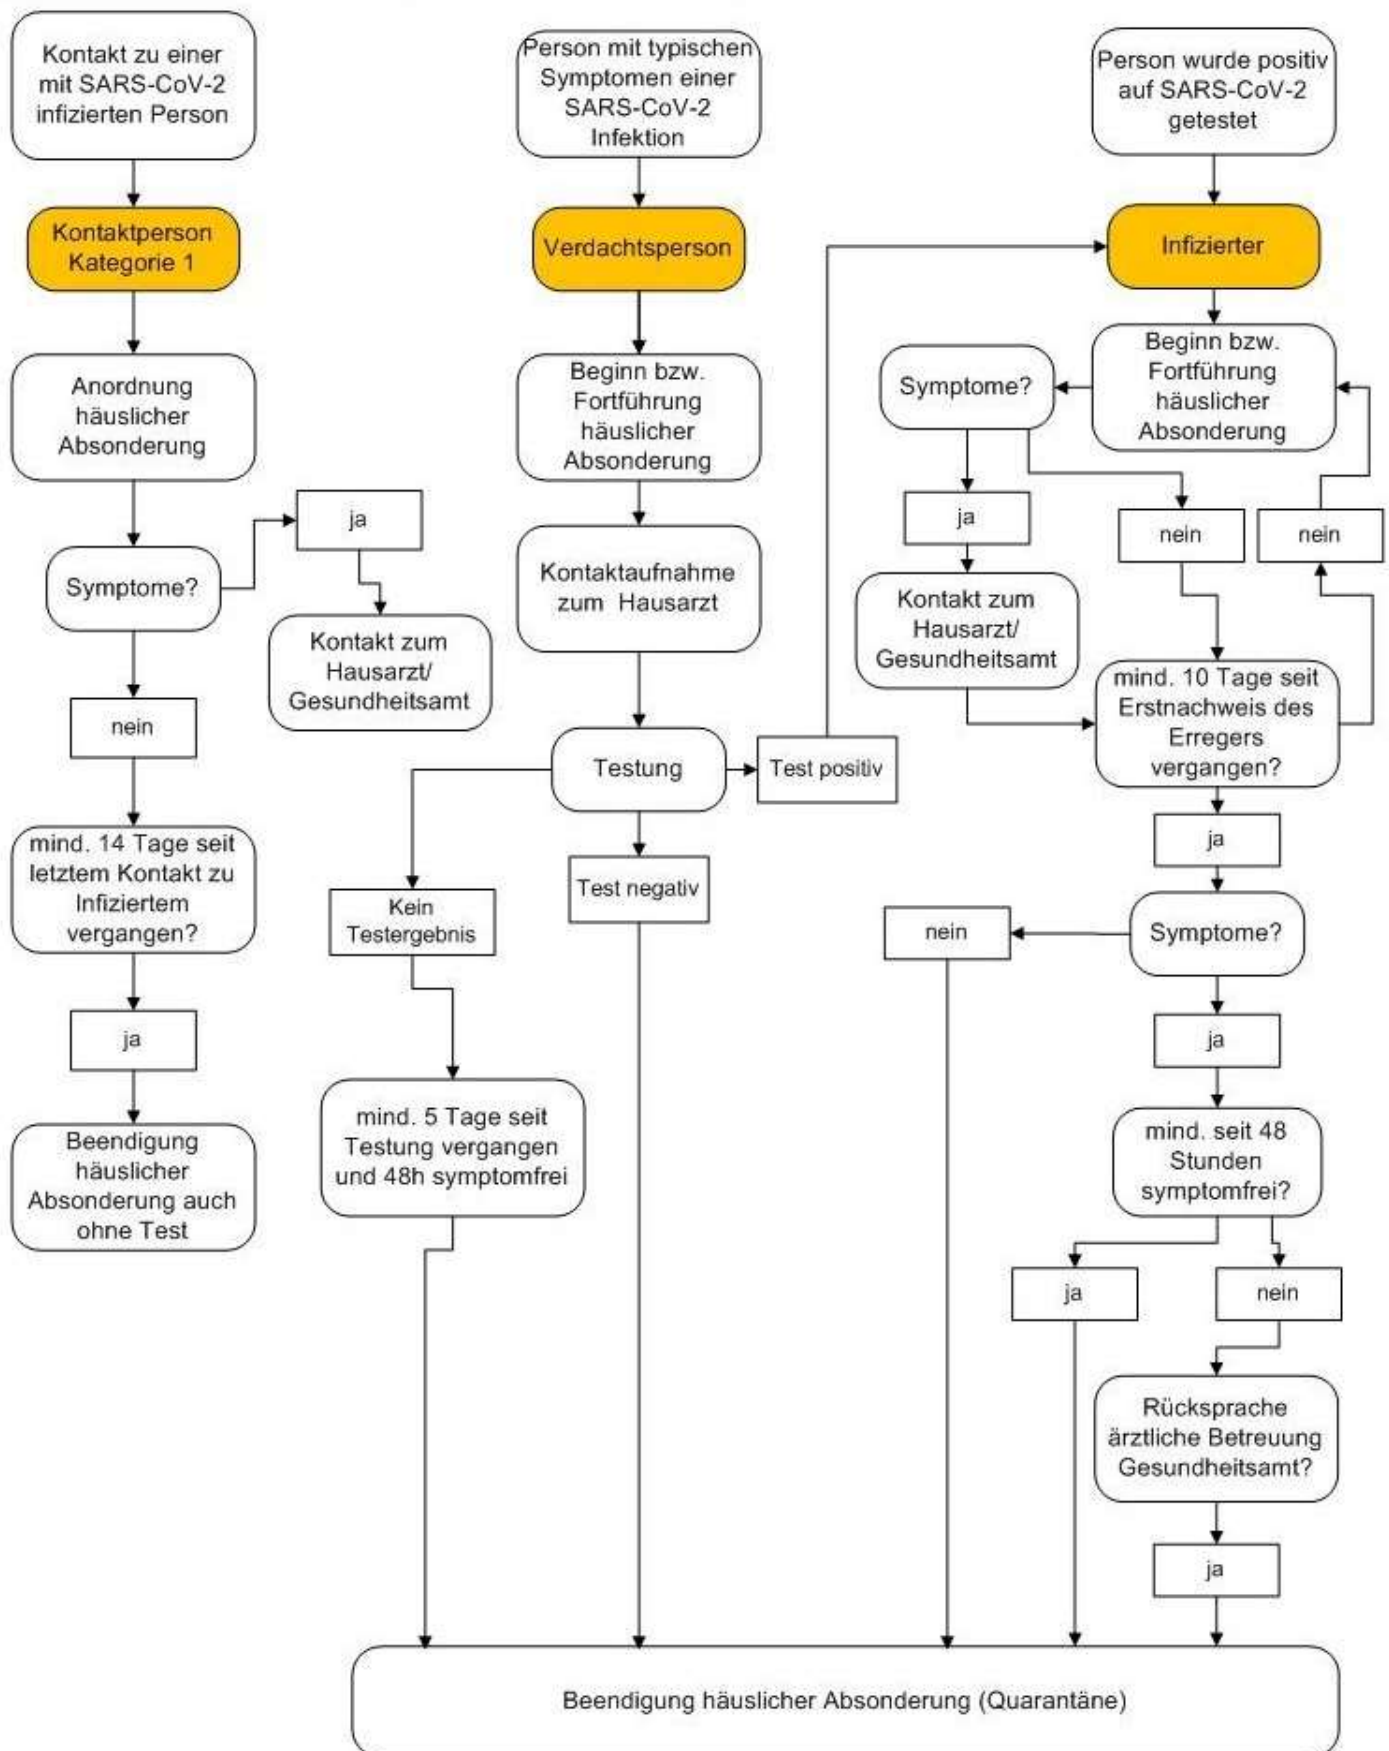 Kontakt zu einer
mit SARS-CoV-2
infizierten Person
Kontaktperson
Kategorie 1
Anordnung
häuslicher
Absonderung
Symptome?
ja
Kontakt zum
Hausarzt/
Gesundheitsamt
nein
mind. 14 Tage seit
letztem Kontakt zu
Infiziertem
vergangen?
ja
Beendigung
häuslicher
Absonderung auch
ohne Test
Person mit typischen
Symptomen einer
SARS-CoV-2
Infektion
Verdachtsperson
Beginn bzw.
Fortführung
häuslicher
Absonderung
Kontaktaufnahme
zum Hausarzt
Testung
Test positiv
Test negativ
Kein
Testergebnis
mind. 5 Tage seit
Testung vergangen
und 48h symptomfrei
Person wurde positiv
auf SARS-CoV-2
getestet
Infizierter
Beginn bzw.
Fortführung
häuslicher
Absonderung
Symptome?
ja
nein
nein
Kontakt zum
Hausarzt/
Gesundheitsamt
mind. 10 Tage seit
Erstnachweis des
Erregers
vergangen?
ja
Symptome?
nein
ja
mind. seit 48
Stunden
symptomfrei?
ja
nein
Rücksprache
ärztliche Betreuung
Gesundheitsamt?
ja
Beendigung häuslicher Absonderung (Quarantäne)